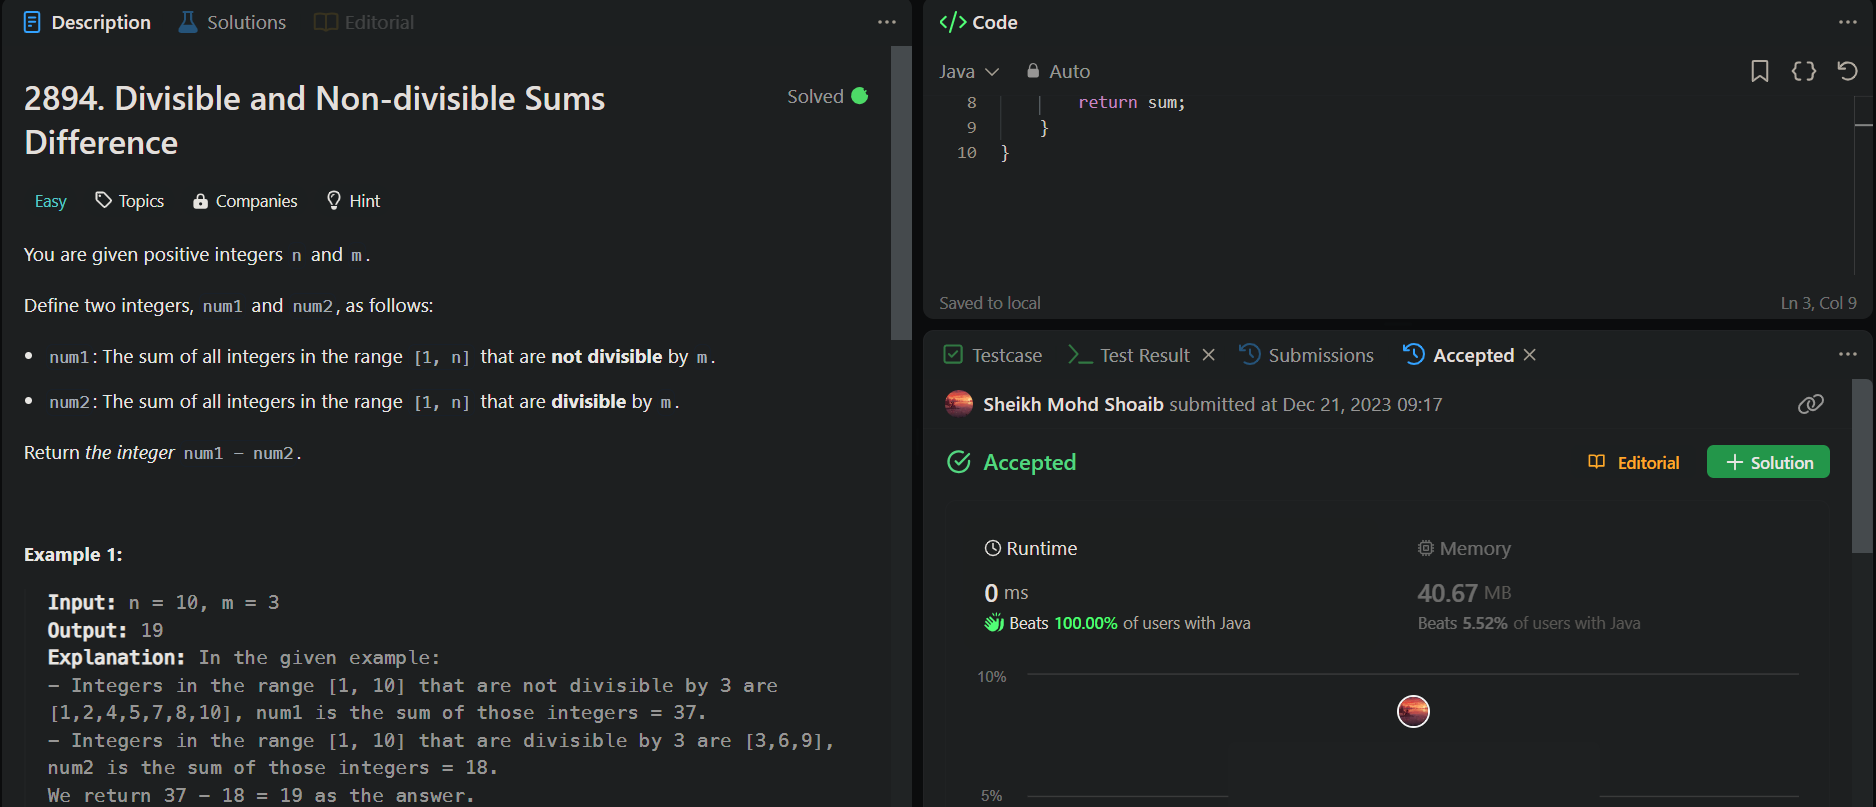 Description Solutions Editorial
2894. Divisible and Non-divisible Sums
Difference
Solved
Easy Topics Companies Hint
You are given positive integers n and m.
Define two integers, num1 and num2, as follows:
• num1: The sum of all integers in the range [1, n] that are not divisible by m.
• num2: The sum of all integers in the range [1, n] that are divisible by m.
Return the integer num1 - num2.
Example 1:
Input: n = 10, m = 3
Output: 19
Explanation: In the given example:
- Integers in the range [1, 10] that are not divisible by 3 are
[1,2,4,5,7,8,10], num1 is the sum of those integers = 37.
- Integers in the range [1, 10] that are divisible by 3 are [3,6,9],
num2 is the sum of those integers = 18.
We return 37 - 18 = 19 as the answer.
</> Code
Java Auto
8 return sum;
9 }
10 }
Saved to local Ln 3, Col 9
Testcase Test Result Submissions Accepted
Sheikh Mohd Shoaib submitted at Dec 21, 2023 09:17
Accepted Editorial + Solution
Runtime Memory
0 ms 40.67 MB
Beats 100.00% of users with Java Beats 5.52% of users with Java
10%
5%